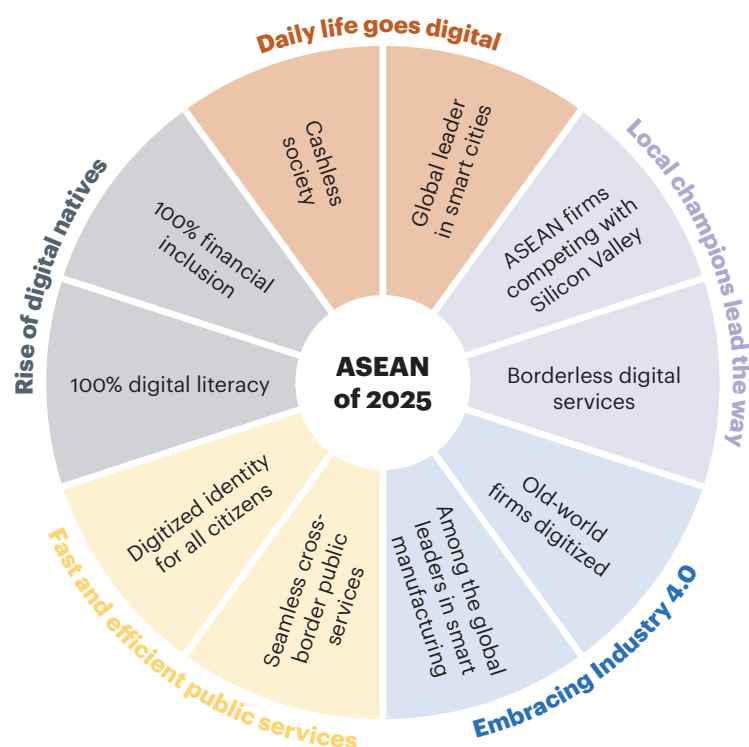 Daily life goes digital
Cashless
society
Global leader
in smart cities
Local champions lead the way
ASEAN firms
competing with
Silicon Valley
Borderless digital
services
Embracing Industry 4.0
Old-world
firms digitized
Among the global
leaders in smart
manufacturing
Fast and efficient public services
Seamless cross-
border public
services
Digitized identity
for all citizens
Rise of digital natives
100% digital literacy
100% financial
inclusion
ASEAN
of 2025